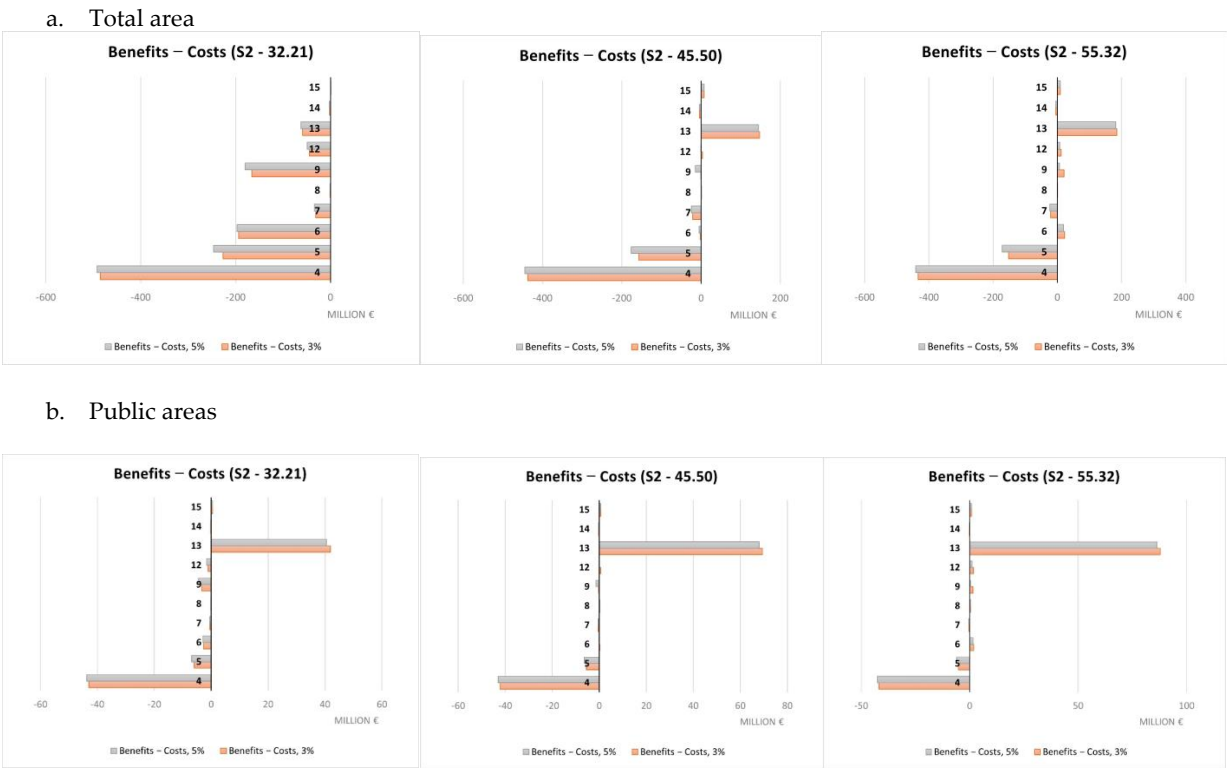 a. Total area
Benefits − Costs (S2 - 32.21)
15
14
13
12
9
8
7
6
5
4
-600 -400 -200 0
MILLION €
Benefits − Costs, 5% Benefits − Costs, 3%
Benefits − Costs (S2 - 45.50)
15
14
13
12
9
8
7
6
5
4
-600 -400 -200 0 200
MILLION €
Benefits − Costs, 5% Benefits − Costs, 3%
Benefits − Costs (S2 - 55.32)
15
14
13
12
9
8
7
6
5
4
-600 -400 -200 0 200 400
MILLION €
Benefits − Costs, 5% Benefits − Costs, 3%
b. Public areas
Benefits − Costs (S2 - 32.21)
15
14
13
12
9
8
7
6
5
4
-60 -40 -20 0 20 40 60
MILLION €
Benefits − Costs, 5% Benefits − Costs, 3%
Benefits − Costs (S2 - 45.50)
15
14
13
12
9
8
7
6
5
4
-60 -40 -20 0 20 40 60 80
MILLION €
Benefits − Costs, 5% Benefits − Costs, 3%
Benefits − Costs (S2 - 55.32)
15
14
13
12
9
8
7
6
5
4
-50 0 50 100
MILLION €
Benefits − Costs, 5% Benefits − Costs, 3%